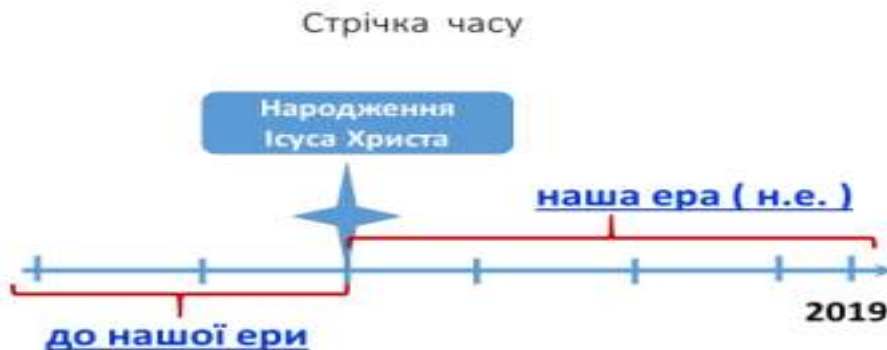 Стрічка часу
Народження
Ісуса Христа
наша ера ( н.е. )
2019
до нашої ери